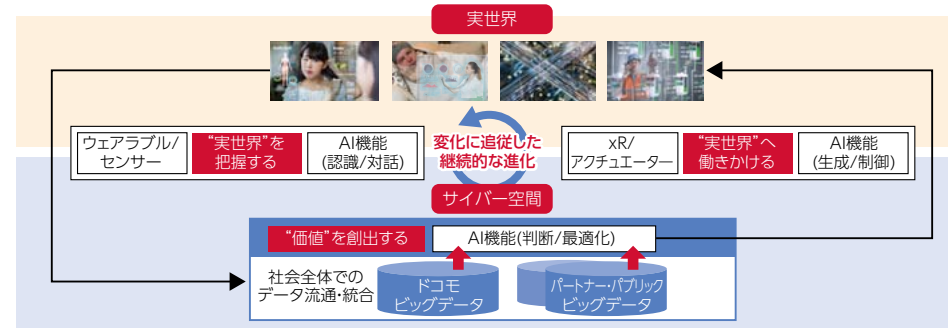 実世界
ウェアラブル/
センサー
“実世界”を
把握する
AI機能
(認識/対話)
変化に追従した
継続的な進化
xR/
アクチュエーター
“実世界”へ
働きかける
AI機能
(生成/制御)
サイバー空間
“価値”を創出する
AI機能(判断/最適化)
社会全体での
データ流通・統合
ドコモ
ビッグデータ
パートナー・パブリック
ビッグデータ